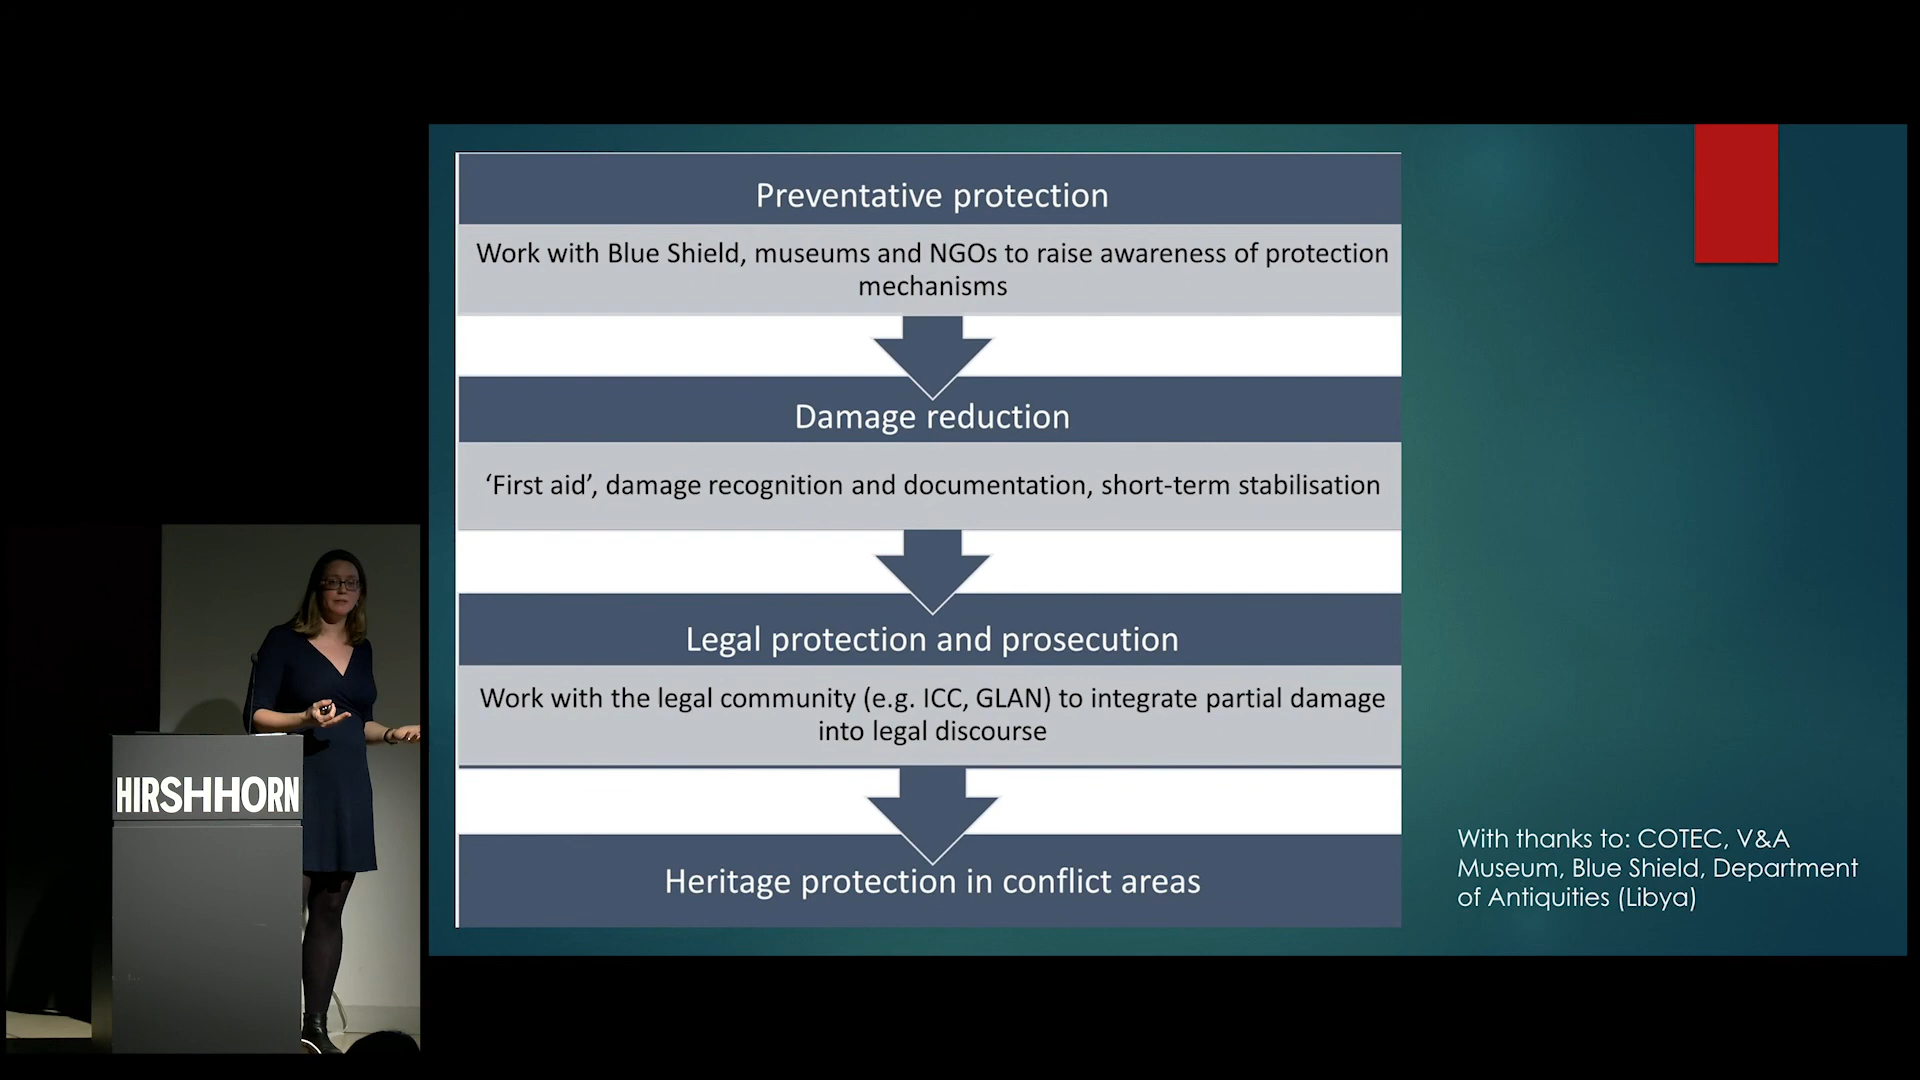 Preventative protection
Work with Blue Shield, museums and NGOs to raise awareness of protection
mechanisms
Damage reduction
‘First aid’, damage recognition and documentation, short-term stabilisation
Legal protection and prosecution
Work with the legal community (e.g. ICC, GLAN) to integrate partial damage
into legal discourse
Heritage protection in conflict areas
With thanks to: COTEC, V&A
Museum, Blue Shield, Department
of Antiquities (Libya)
HIRSHHORN